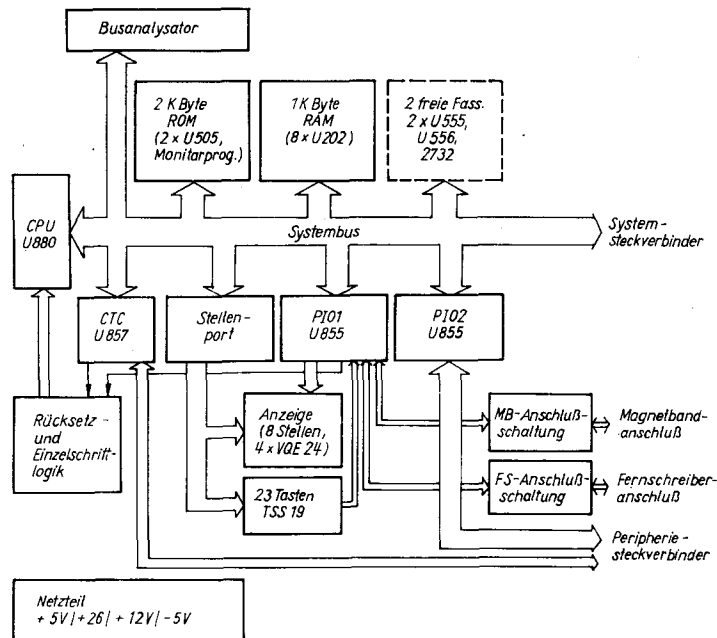 Busanalysator
2 K Byte
ROM
(2 x U505,
Monitarprog.)
1K Byte
RAM
(8 x U202)
2 freie Fass.
2 x U555,
U556,
2732
CPU
U880
Systembus
System-
steckverbinder
CTC
U857
Stellen-
port
PIO1
U855
PIO2
U855
Rücksetz-
und
Einzelschritt-
logik
Anzeige
(8 Stellen,
4 x VQE 24)
23 Tasten
TSS 19
MB-Anschluß-
schaltung
Magnetband-
anschluß
FS-Anschluß-
schaltung
Fernschreiber-
anschluß
Peripherie-
steckverbinder
Netzteil
+ 5V / +26 / + 12V / - 5V